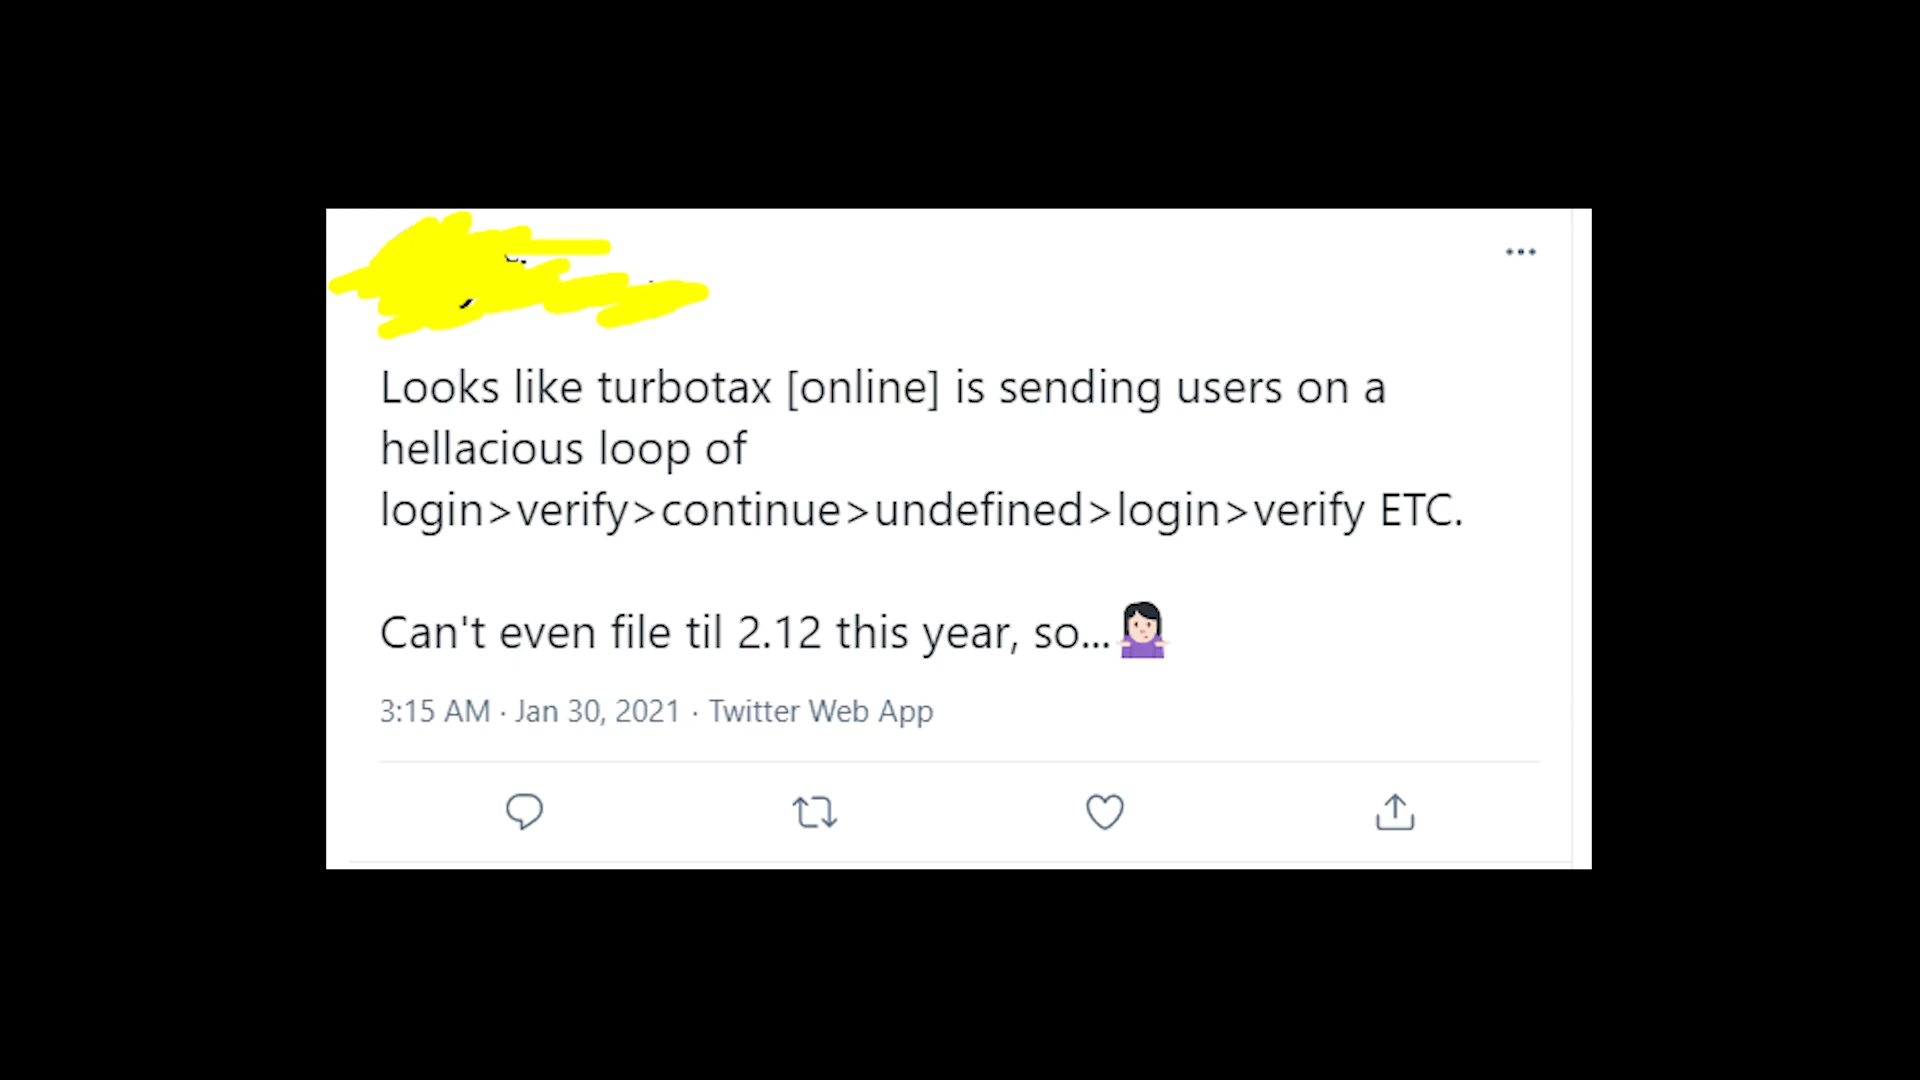 Looks like turbotax [online] is sending users on a
hellacious loop of
login>verify>continue>undefined>login>verify ETC.
Can't even file til 2.12 this year, so...🤷🏻‍♀️
3:15 AM · Jan 30, 2021 · Twitter Web App